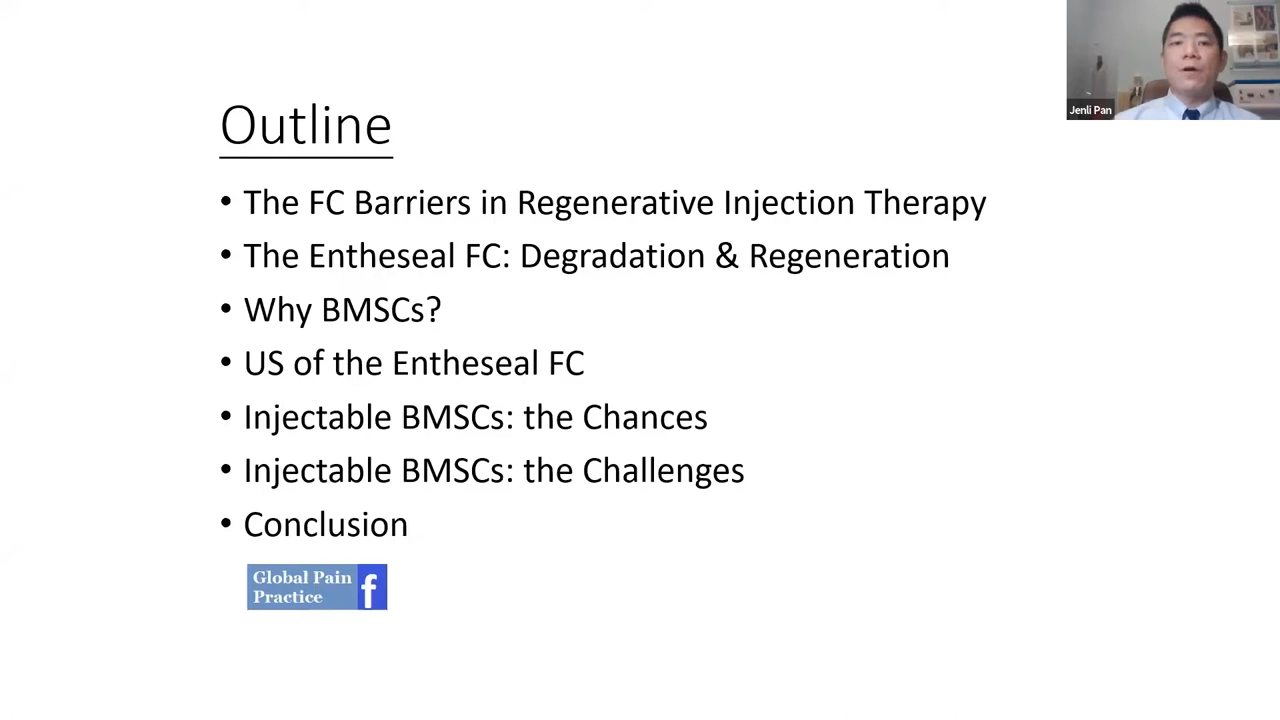 Jenli Pan
Outline
• The FC Barriers in Regenerative Injection Therapy
• The Entheseal FC: Degradation & Regeneration
• Why BMSCs?
• US of the Entheseal FC
• Injectable BMSCs: the Chances
• Injectable BMSCs: the Challenges
• Conclusion
Global Pain
Practice
f